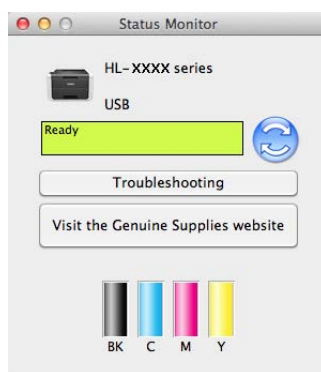 Status Monitor
HL-XXXX series
USB
Ready
Troubleshooting
Visit the Genuine Supplies website
BK C M Y